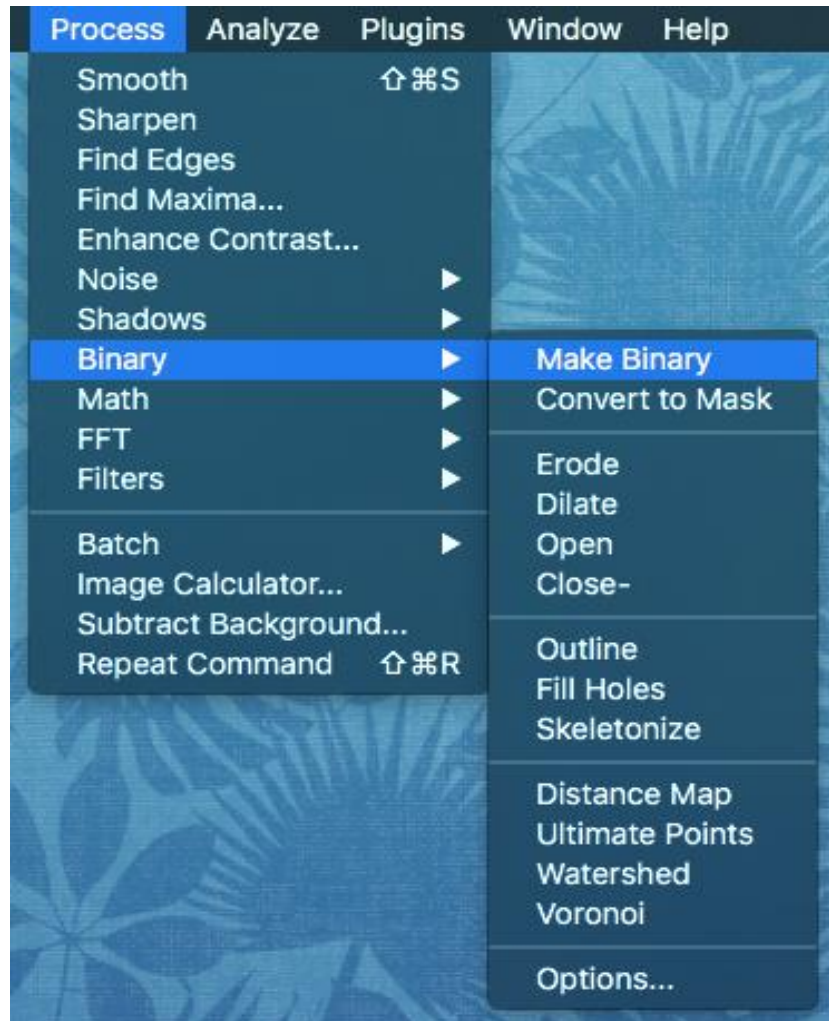 Process Analyze Plugins Window Help
Smooth ⇧⌘S
Sharpen
Find Edges
Find Maxima...
Enhance Contrast...
Noise ▶
Shadows ▶
Binary ▶
Math ▶
FFT ▶
Filters ▶
Batch ▶
Image Calculator...
Subtract Background...
Repeat Command ⇧⌘R
Make Binary
Convert to Mask
Erode
Dilate
Open
Close-
Outline
Fill Holes
Skeletonize
Distance Map
Ultimate Points
Watershed
Voronoi
Options...